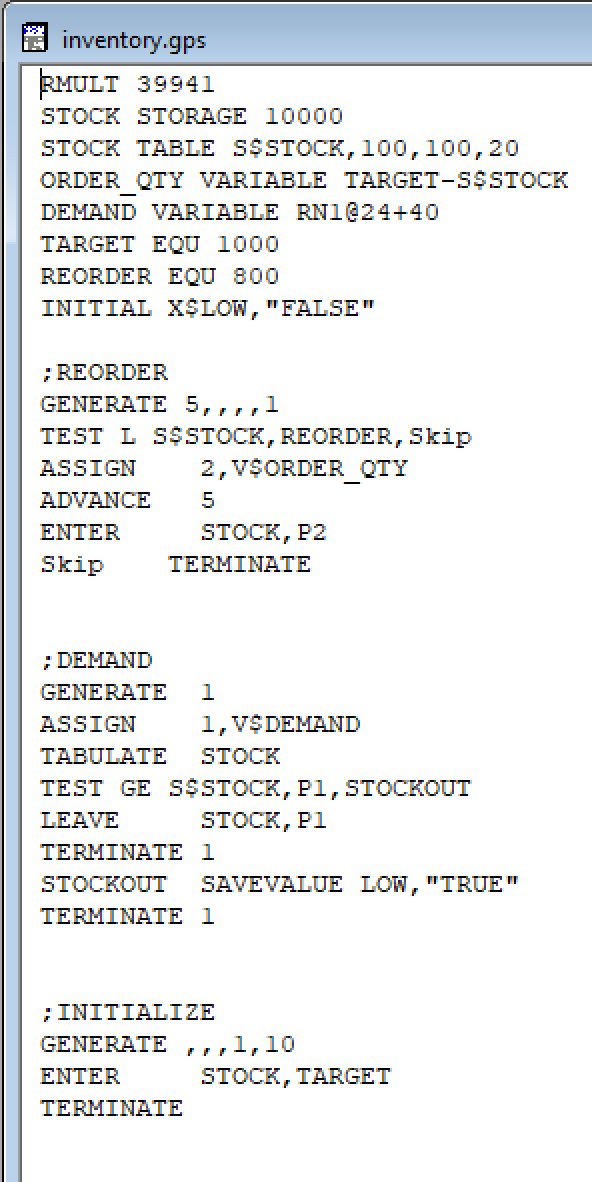 inventory.gps
RMULT 39941
STOCK STORAGE 10000
STOCK TABLE S$STOCK,100,100,20
ORDER_QTY VARIABLE TARGET-S$STOCK
DEMAND VARIABLE RN1@24+40
TARGET EQU 1000
REORDER EQU 800
INITIAL X$LOW,"FALSE"
;REORDER
GENERATE 5,,,,1
TEST L S$STOCK,REORDER,Skip
ASSIGN    2,V$ORDER_QTY
ADVANCE   5
ENTER     STOCK,P2
Skip    TERMINATE
;DEMAND
GENERATE  1
ASSIGN    1,V$DEMAND
TABULATE  STOCK
TEST GE S$STOCK,P1,STOCKOUT
LEAVE     STOCK,P1
TERMINATE 1
STOCKOUT  SAVEVALUE LOW,"TRUE"
TERMINATE 1
;INITIALIZE
GENERATE ,,,1,10
ENTER     STOCK,TARGET
TERMINATE